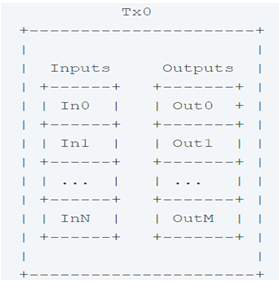 Tx0
Inputs Outputs
In0 Out0
In1 Out1
... ...
InN OutM